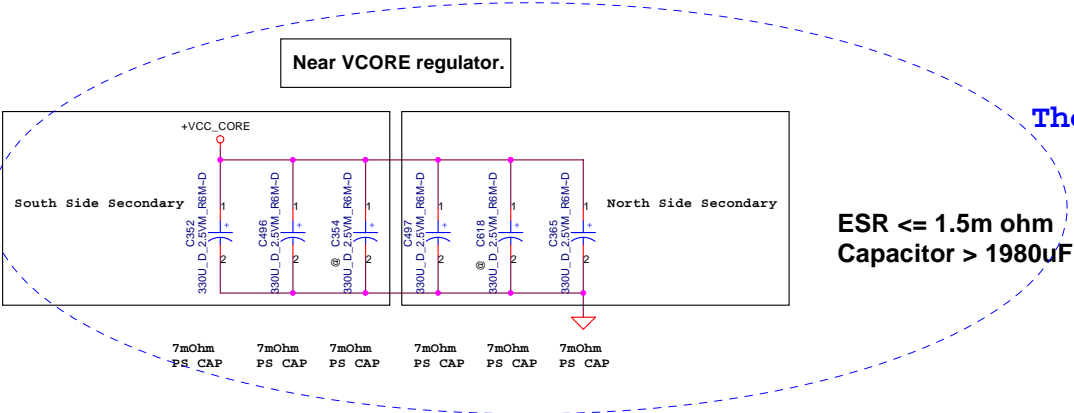 Near VCORE regulator.
The
+VCC_CORE
South Side Secondary
North Side Secondary
C352
330U_D_2.5VM_R6M~D
1
+
2
C496
330U_D_2.5VM_R6M~D
1
+
2
@
C354
330U_D_2.5VM_R6M~D
1
+
2
C497
330U_D_2.5VM_R6M~D
1
+
2
@
C618
330U_D_2.5VM_R6M~D
1
+
2
C365
330U_D_2.5VM_R6M~D
1
+
2
ESR <= 1.5m ohm
Capacitor > 1980uF
7mOhm
PS CAP
7mOhm
PS CAP
7mOhm
PS CAP
7mOhm
PS CAP
7mOhm
PS CAP
7mOhm
PS CAP